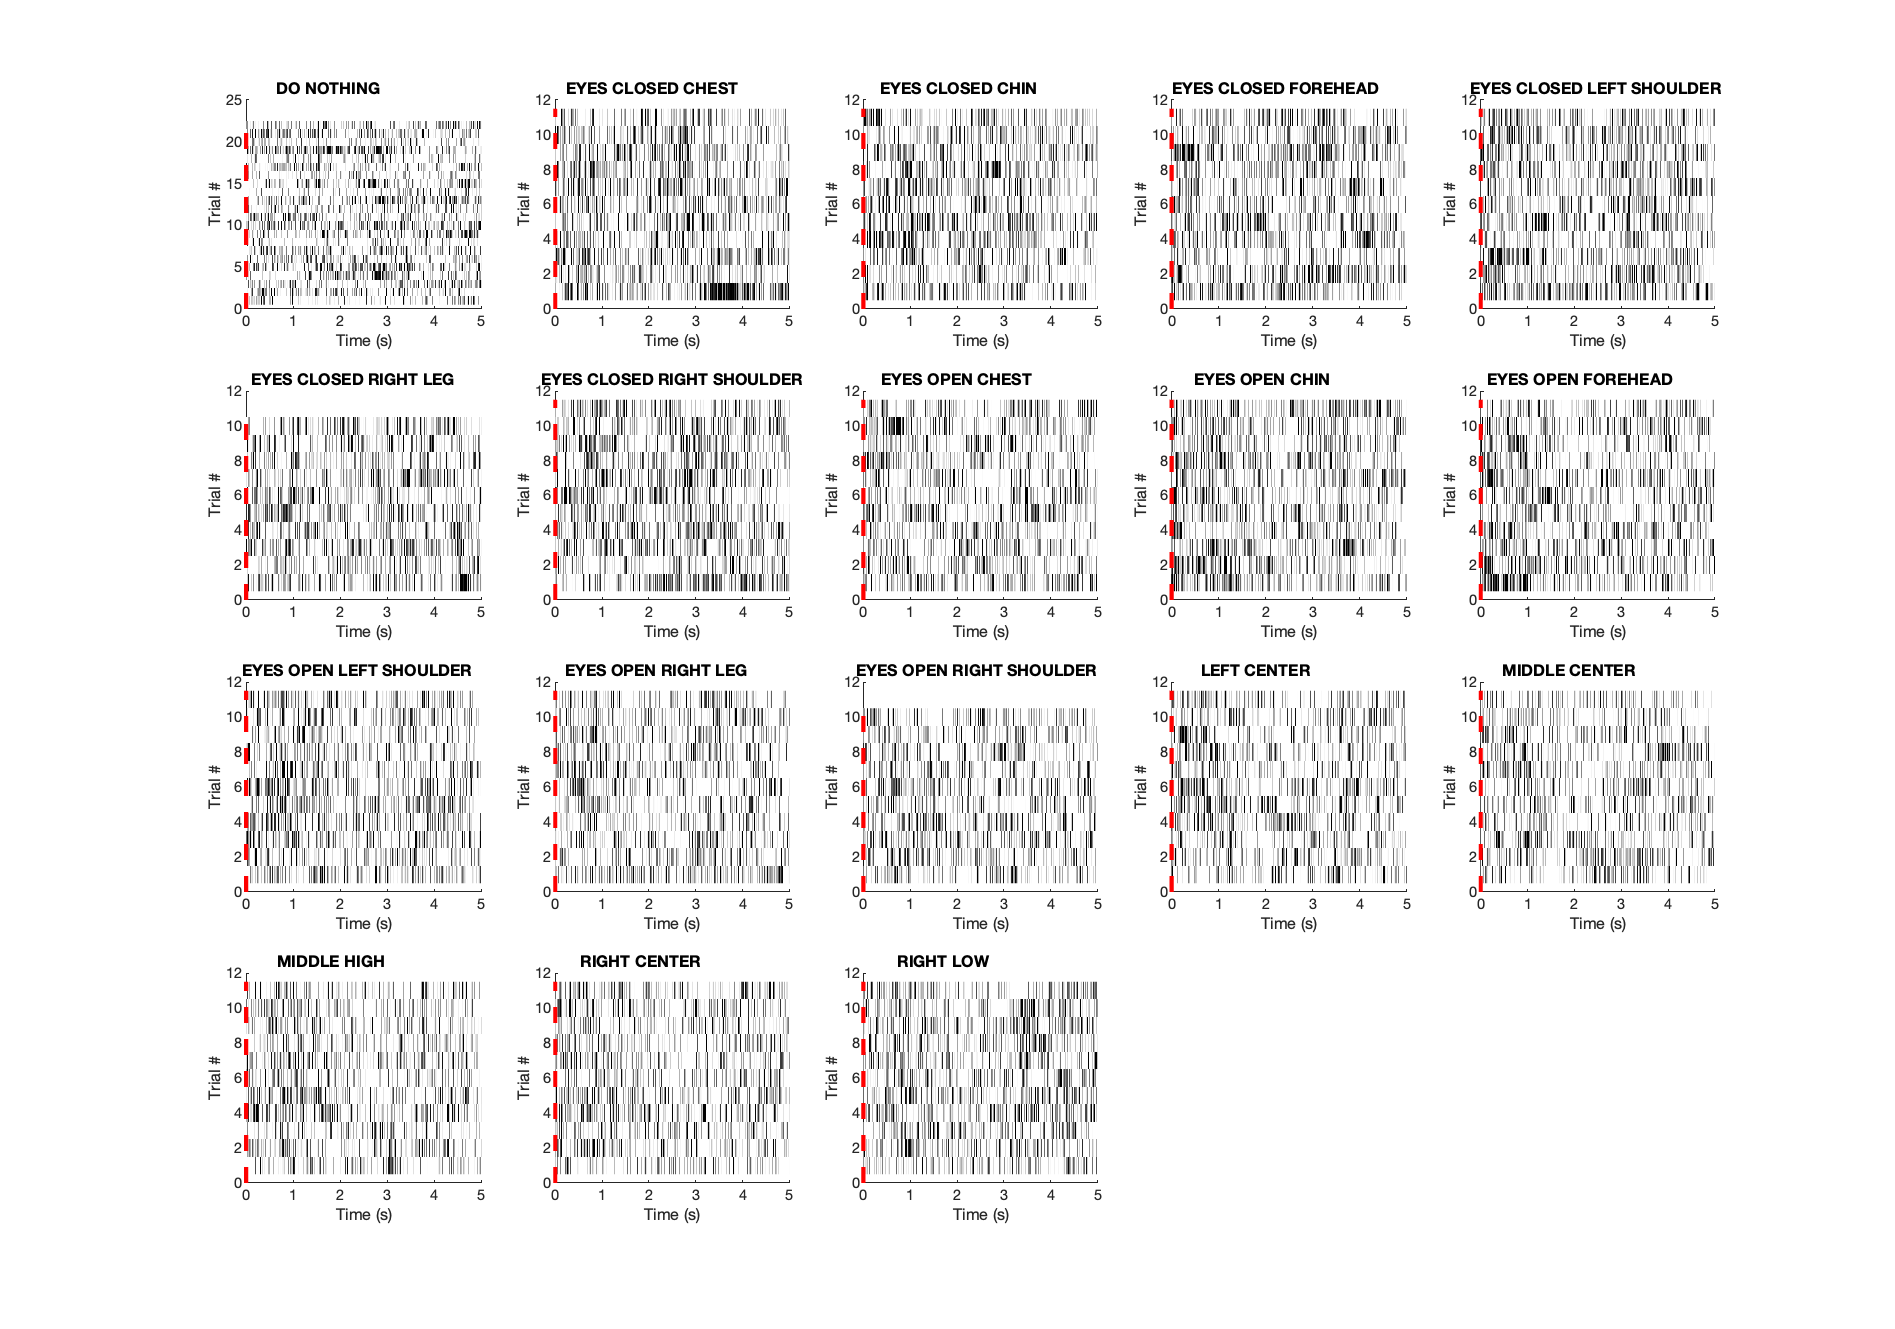 DO NOTHING
25
20
15
10
5
0
Trial #
0 1 2 3 4 5
Time (s)
EYES CLOSED CHEST
12
10
8
6
4
2
0
Trial #
0 1 2 3 4 5
Time (s)
EYES CLOSED CHIN
12
10
8
6
4
2
0
Trial #
0 1 2 3 4 5
Time (s)
EYES CLOSED FOREHEAD
12
10
8
6
4
2
0
Trial #
0 1 2 3 4 5
Time (s)
EYES CLOSED LEFT SHOULDER
12
10
8
6
4
2
0
Trial #
0 1 2 3 4 5
Time (s)
EYES CLOSED RIGHT LEG
12
10
8
6
4
2
0
Trial #
0 1 2 3 4 5
Time (s)
EYES CLOSED RIGHT SHOULDER
12
10
8
6
4
2
0
Trial #
0 1 2 3 4 5
Time (s)
EYES OPEN CHEST
12
10
8
6
4
2
0
Trial #
0 1 2 3 4 5
Time (s)
EYES OPEN CHIN
12
10
8
6
4
2
0
Trial #
0 1 2 3 4 5
Time (s)
EYES OPEN FOREHEAD
12
10
8
6
4
2
0
Trial #
0 1 2 3 4 5
Time (s)
EYES OPEN LEFT SHOULDER
12
10
8
6
4
2
0
Trial #
0 1 2 3 4 5
Time (s)
EYES OPEN RIGHT LEG
12
10
8
6
4
2
0
Trial #
0 1 2 3 4 5
Time (s)
EYES OPEN RIGHT SHOULDER
12
10
8
6
4
2
0
Trial #
0 1 2 3 4 5
Time (s)
LEFT CENTER
12
10
8
6
4
2
0
Trial #
0 1 2 3 4 5
Time (s)
MIDDLE CENTER
12
10
8
6
4
2
0
Trial #
0 1 2 3 4 5
Time (s)
MIDDLE HIGH
12
10
8
6
4
2
0
Trial #
0 1 2 3 4 5
Time (s)
RIGHT CENTER
12
10
8
6
4
2
0
Trial #
0 1 2 3 4 5
Time (s)
RIGHT LOW
12
10
8
6
4
2
0
Trial #
0 1 2 3 4 5
Time (s)